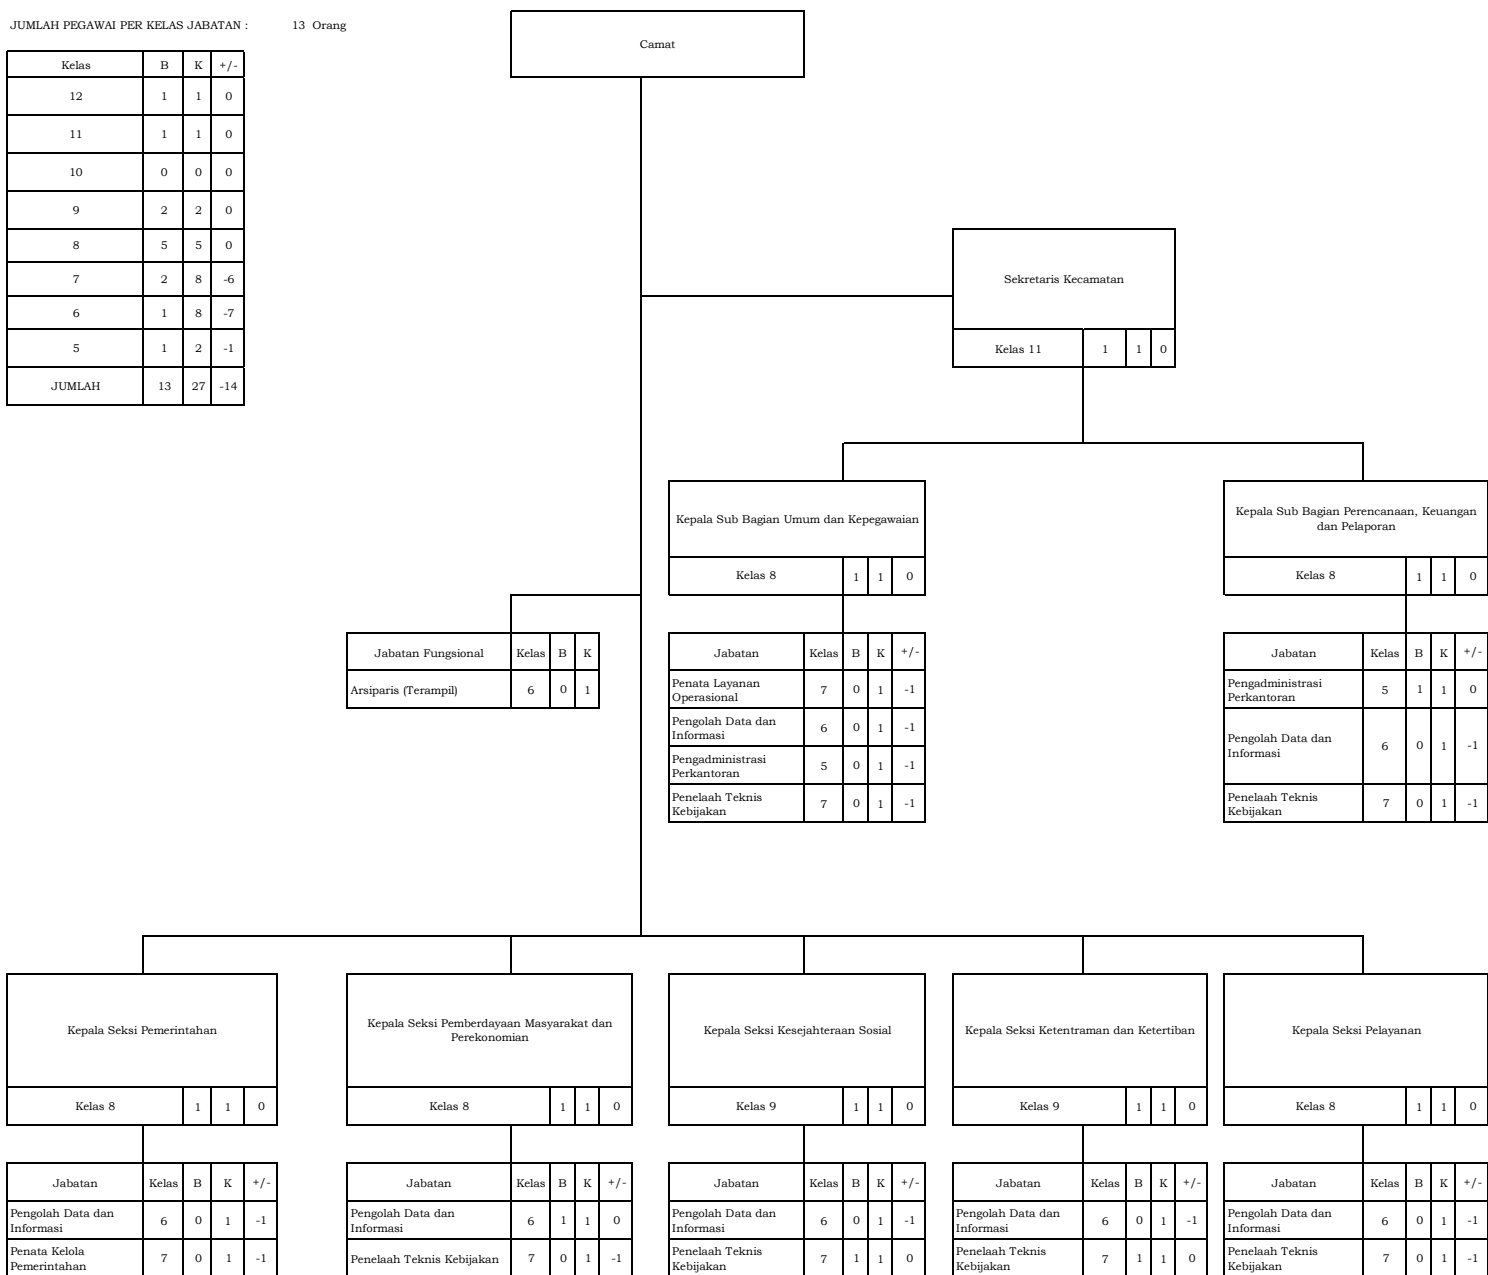 JUMLAH PEGAWAI PER KELAS JABATAN : 13 Orang
Kelas B K +/-
12 1 1 0
11 1 1 0
10 0 0 0
9 2 2 0
8 5 5 0
7 2 8 -6
6 1 8 -7
5 1 2 -1
JUMLAH 13 27 -14
Camat
Sekretaris Kecamatan
Kelas 11 1 1 0
Kepala Sub Bagian Umum dan Kepegawaian
Kelas 8 1 1 0
Kepala Sub Bagian Perencanaan, Keuangan
dan Pelaporan
Kelas 8 1 1 0
Jabatan Fungsional Kelas B K
Arsiparis (Terampil) 6 0 1
Jabatan Kelas B K +/-
Penata Layanan
Operasional 7 0 1 -1
Pengolah Data dan
Informasi 6 0 1 -1
Pengadministrasi
Perkantoran 5 0 1 -1
Penelaah Teknis
Kebijakan 7 0 1 -1
Jabatan Kelas B K +/-
Pengadministrasi
Perkantoran 5 1 1 0
Pengolah Data dan
Informasi 6 0 1 -1
Penelaah Teknis
Kebijakan 7 0 1 -1
Kepala Seksi Pemerintahan
Kelas 8 1 1 0
Jabatan Kelas B K +/-
Pengolah Data dan
Informasi 6 0 1 -1
Penata Kelola
Pemerintahan 7 0 1 -1
Kepala Seksi Pemberdayaan Masyarakat dan
Perekonomian
Kelas 8 1 1 0
Jabatan Kelas B K +/-
Pengolah Data dan
Informasi 6 1 1 0
Penelaah Teknis Kebijakan 7 0 1 -1
Kepala Seksi Kesejahteraan Sosial
Kelas 9 1 1 0
Jabatan Kelas B K +/-
Pengolah Data dan
Informasi 6 0 1 -1
Penelaah Teknis
Kebijakan 7 1 1 0
Kepala Seksi Ketentraman dan Ketertiban
Kelas 9 1 1 0
Jabatan Kelas B K +/-
Pengolah Data dan
Informasi 6 0 1 -1
Penelaah Teknis
Kebijakan 7 1 1 0
Kepala Seksi Pelayanan
Kelas 8 1 1 0
Jabatan Kelas B K +/-
Pengolah Data dan
Informasi 6 0 1 -1
Penelaah Teknis
Kebijakan 7 0 1 -1